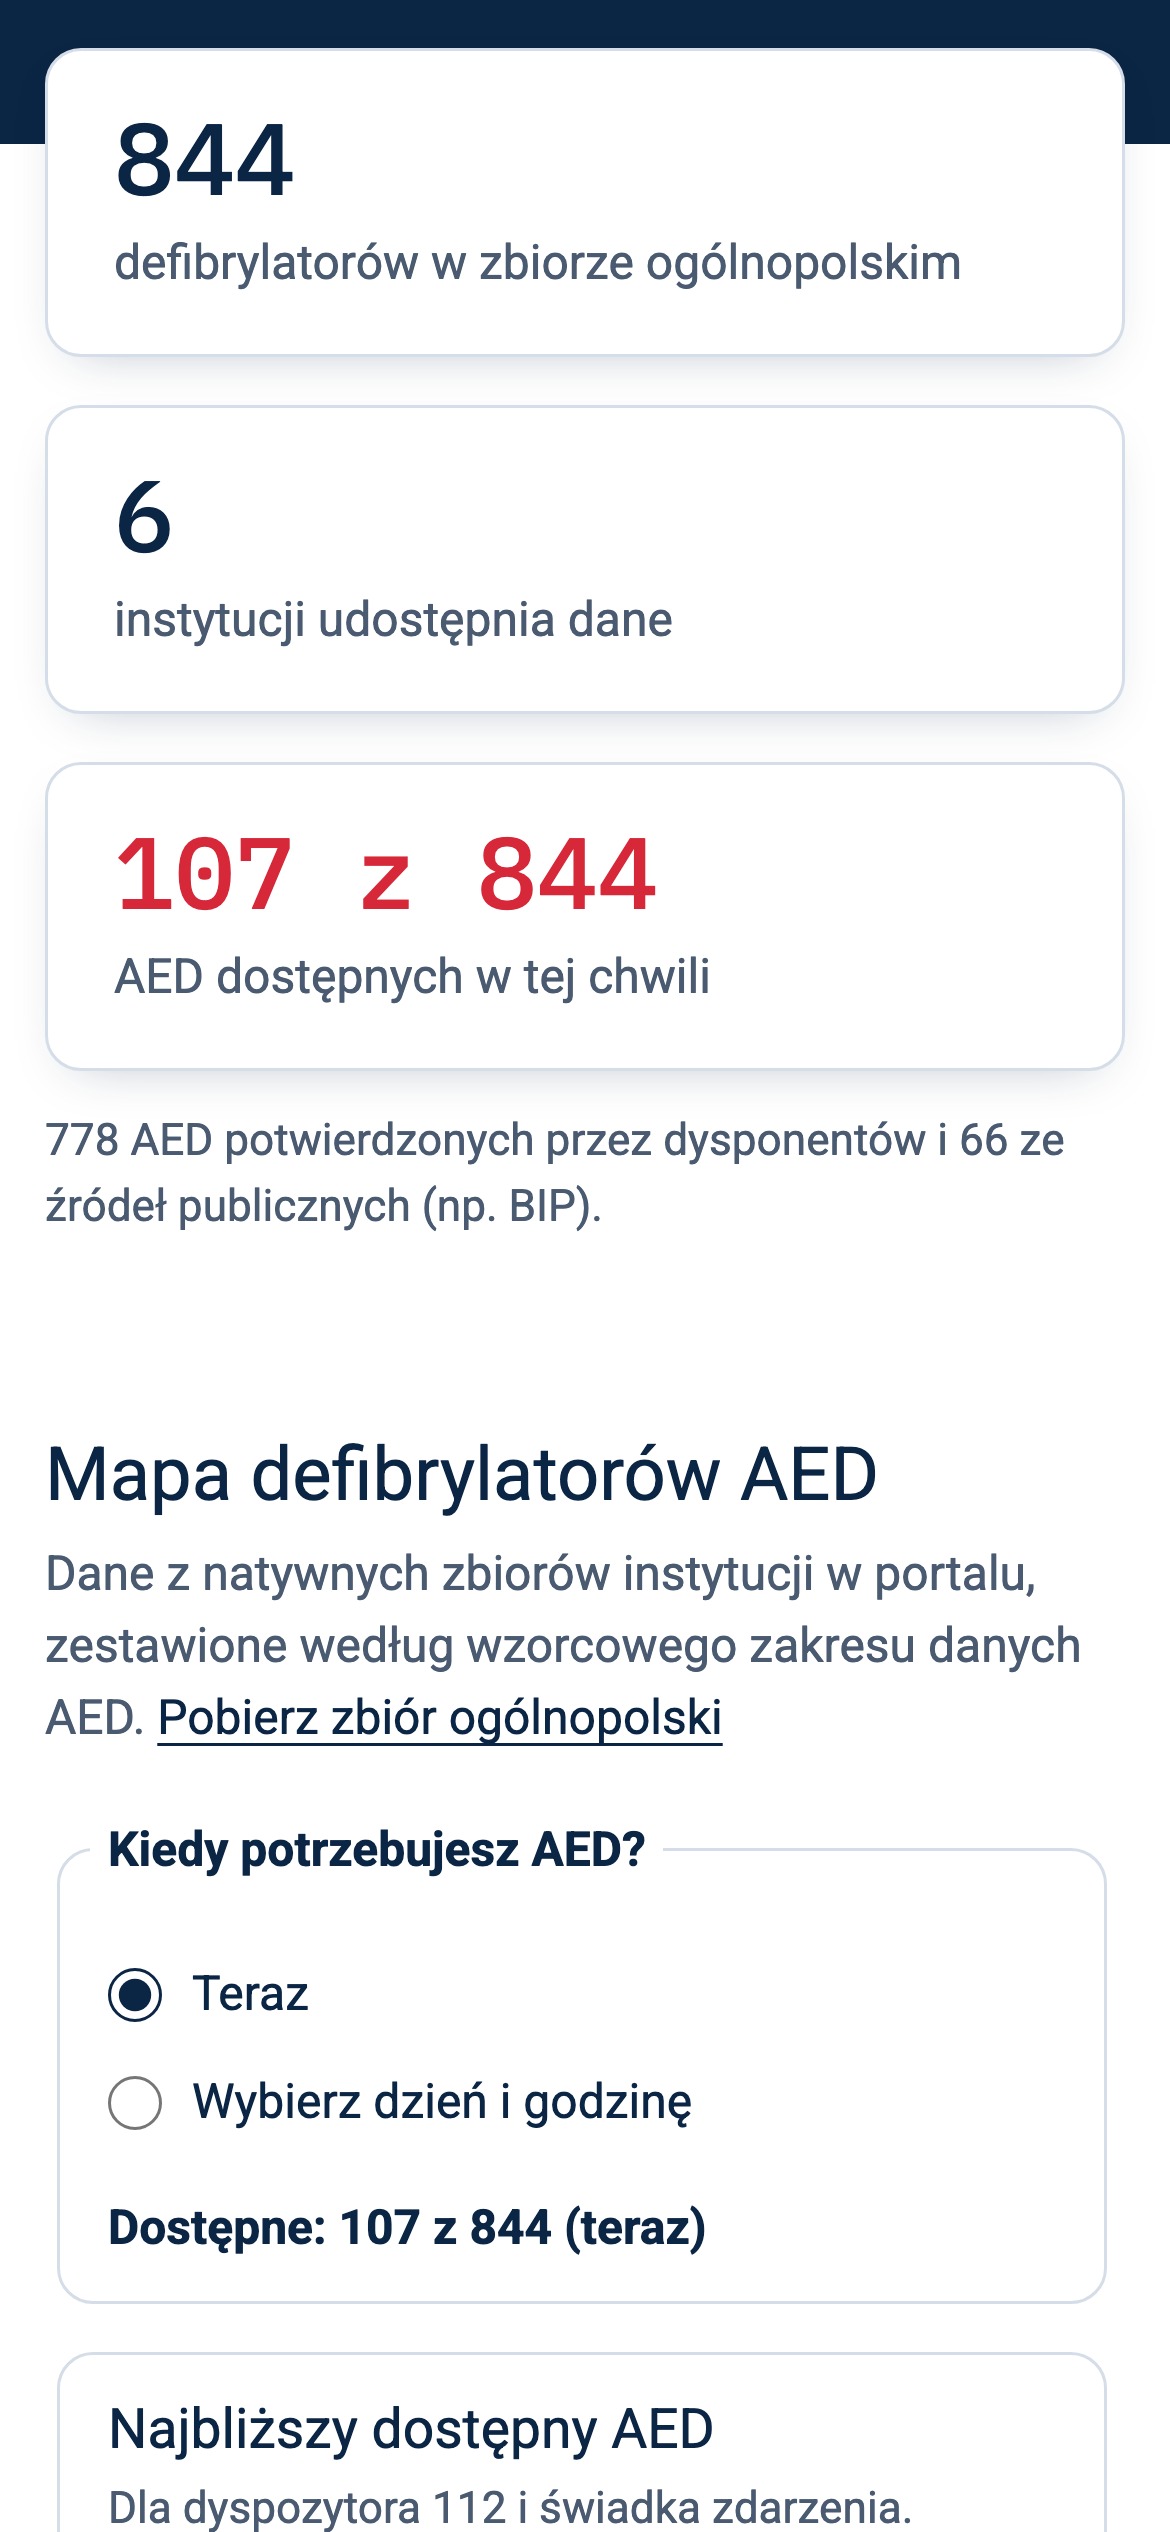 844
defibrylatorów w zbiorze ogólnopolskim
6
instytucji udostępnia dane
107 z 844
AED dostępnych w tej chwili
778 AED potwierdzonych przez dysponentów i 66 ze
źródeł publicznych (np. BIP).
Mapa defibrylatorów AED
Dane z natywnych zbiorów instytucji w portalu,
zestawione według wzorcowego zakresu danych
AED. Pobierz zbiór ogólnopolski
Kiedy potrzebujesz AED?
Teraz
Wybierz dzień i godzinę
Dostępne: 107 z 844 (teraz)
Najbliższy dostępny AED
Dla dyspozytora 112 i świadka zdarzenia.